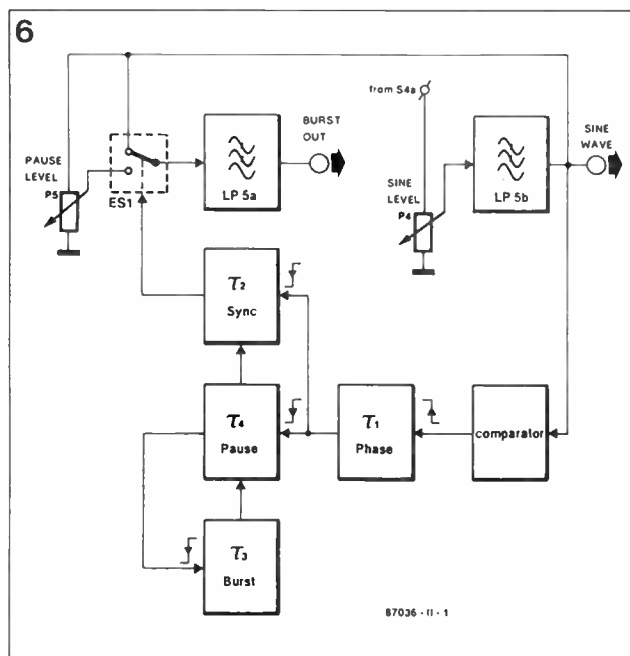 6
from S4a
BURST
OUT
SINE
WAVE
PAUSE
LEVEL
P5
ES1
LP 5a
SINE
LEVEL
P4
LP 5b
τ2
Sync
τ4
Pause
τ1
Phase
comparator
τ3
Burst
87036 - II - 1